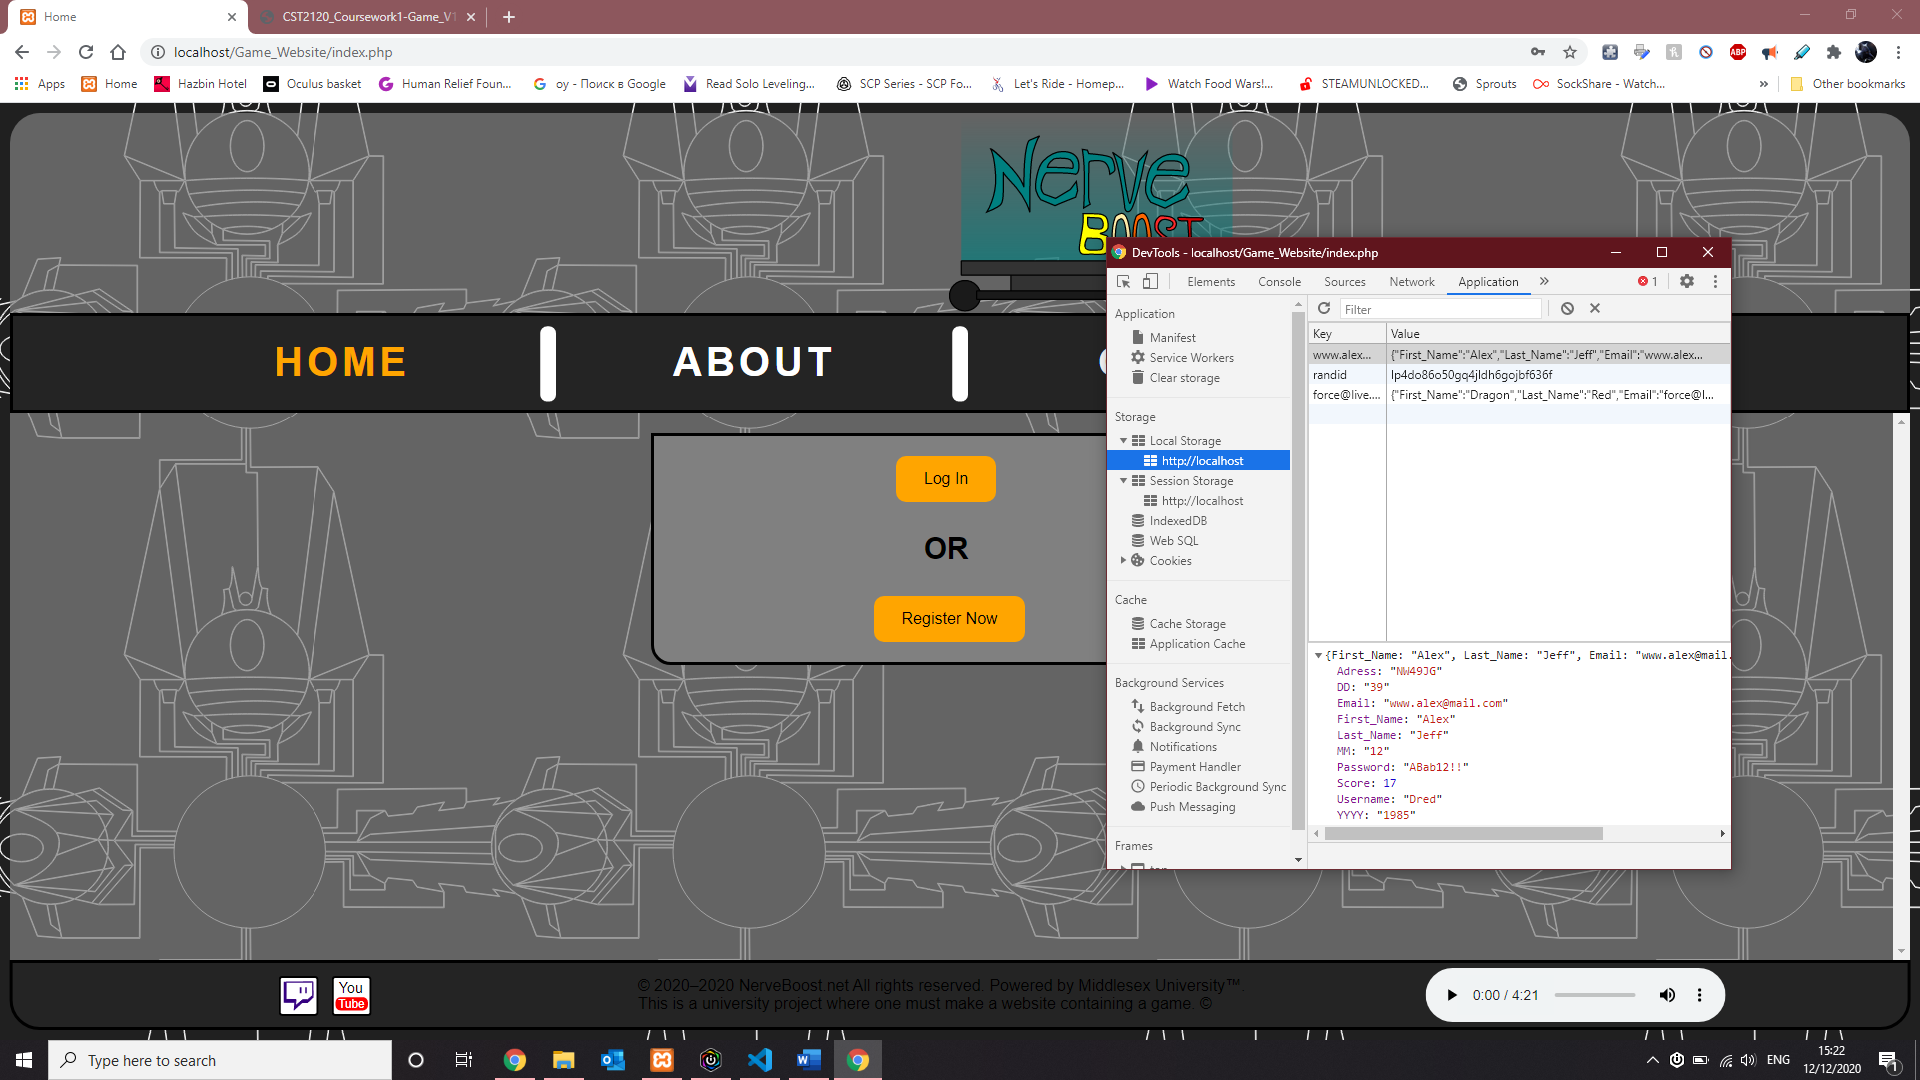 Home
CST2120_Coursework1-Game_V1
localhost/Game_Website/index.php
ABP
Apps
Home
Hazbin Hotel
Oculus basket
Human Relief Foun...
oy - Поиск в Google
Read Solo Leveling...
SCP Series - SCP Fo...
Let's Ride - Homep...
Watch Food Wars!...
STEAMUNLOCKED...
Sprouts
SockShare - Watch...
» Other bookmarks
Nerve
BOOST
HOME
ABOUT
Log In
OR
Register Now
DevTools - localhost/Game_Website/index.php
Elements Console Sources Network Application » 1
Application
Manifest
Service Workers
Clear storage
Storage
Local Storage
http://localhost
Session Storage
http://localhost
IndexedDB
Web SQL
Cookies
Cache
Cache Storage
Application Cache
Background Services
Background Fetch
Background Sync
Notifications
Payment Handler
Periodic Background Sync
Push Messaging
Frames
Filter
Key Value
www.alex... {"First_Name":"Alex","Last_Name":"Jeff","Email":"www.alex...
randid lp4do86o50gq4jldh6gojbf636f
force@live.... {"First_Name":"Dragon","Last_Name":"Red","Email":"force@l...
{First_Name: "Alex", Last_Name: "Jeff", Email: "www.alex@mail.
Adress: "NW49JG"
DD: "39"
Email: "www.alex@mail.com"
First_Name: "Alex"
Last_Name: "Jeff"
MM: "12"
Password: "ABab12!!"
Score: 17
Username: "Dred"
YYYY: "1985"
You
Tube
© 2020–2020 NerveBoost.net All rights reserved. Powered by Middlesex University™.
This is a university project where one must make a website containing a game. ©
0:00 / 4:21
Type here to search
ENG
15:22
12/12/2020
1